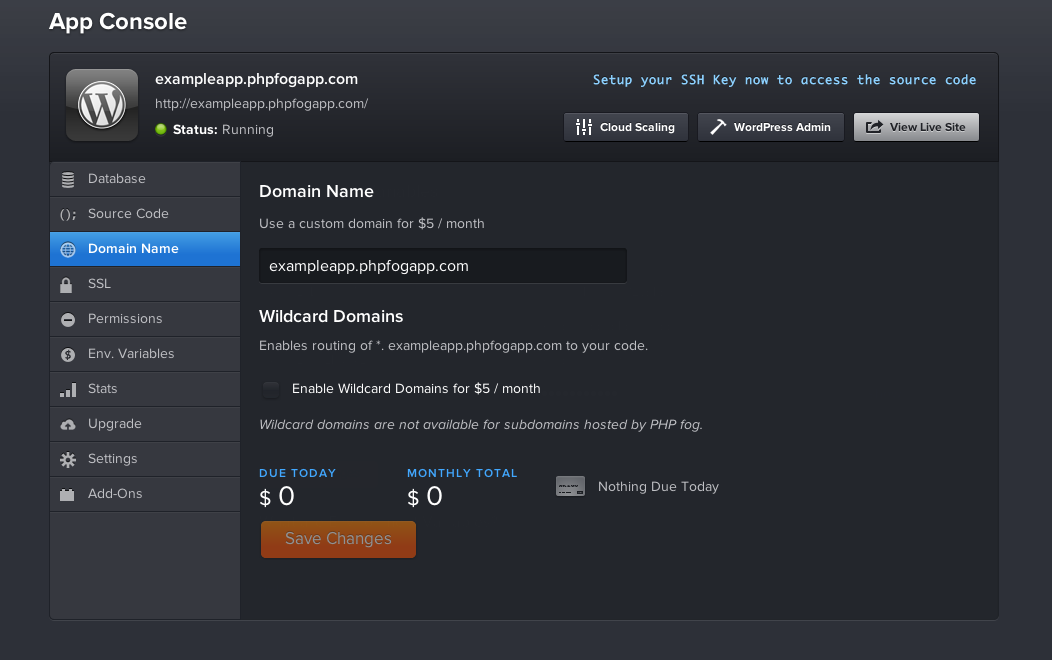 App Console
exampleapp.phpfogapp.com
http://exampleapp.phpfogapp.com/
Status: Running
Setup your SSH Key now to access the source code
Cloud Scaling
WordPress Admin
View Live Site
Database
();
Source Code
Domain Name
SSL
Permissions
$
Env. Variables
Stats
Upgrade
Settings
Add-Ons
Domain Name
Use a custom domain for $5 / month
exampleapp.phpfogapp.com
Wildcard Domains
Enables routing of *. exampleapp.phpfogapp.com to your code.
Enable Wildcard Domains for $5 / month
Wildcard domains are not available for subdomains hosted by PHP fog.
DUE TODAY
$ 0
MONTHLY TOTAL
$ 0
Nothing Due Today
Save Changes